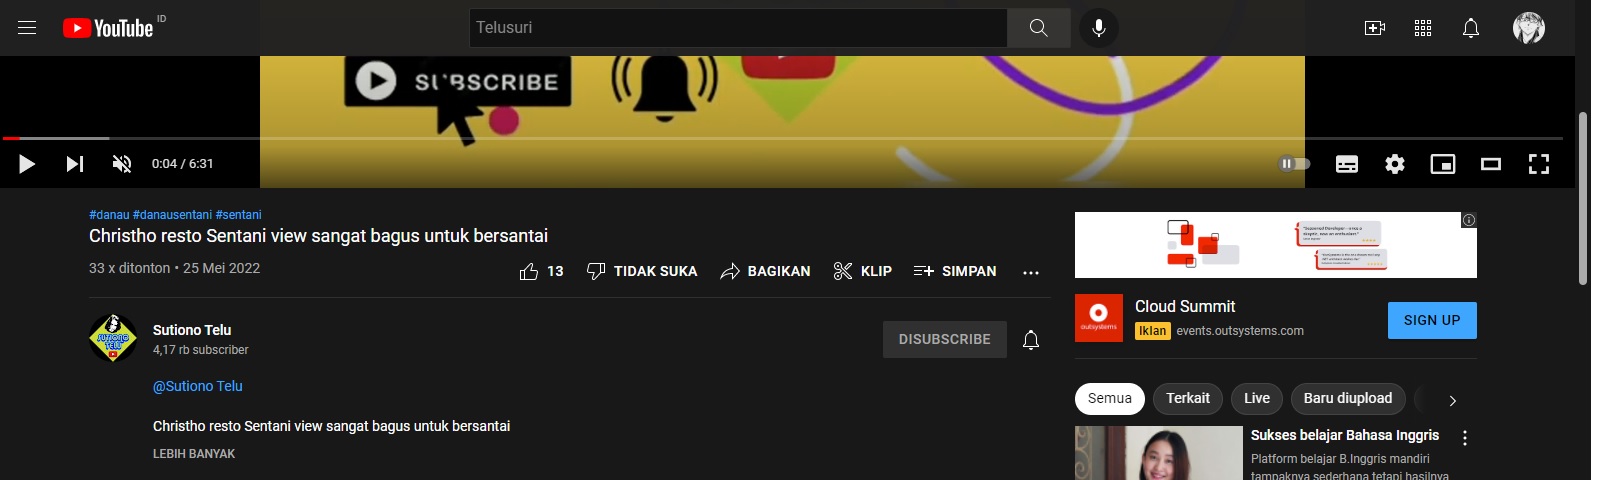 YouTube ID
Telusuri
SUBSCRIBE
0:04 / 6:31
#danau #danausentani #sentani
Christho resto Sentani view sangat bagus untuk bersantai
33 x ditonton • 25 Mei 2022
13 TIDAK SUKA BAGIKAN KLIP SIMPAN
SUTIONO
TELU
Sutiono Telu
4,17 rb subscriber
DISUBSCRIBE
@Sutiono Telu
Christho resto Sentani view sangat bagus untuk bersantai
LEBIH BANYAK
outsystems
Cloud Summit
Iklan events.outsystems.com
SIGN UP
Semua Terkait Live Baru diupload
Sukses belajar Bahasa Inggris
Platform belajar B.Inggris mandiri
tampaknya sederhana tetapi hasilnya